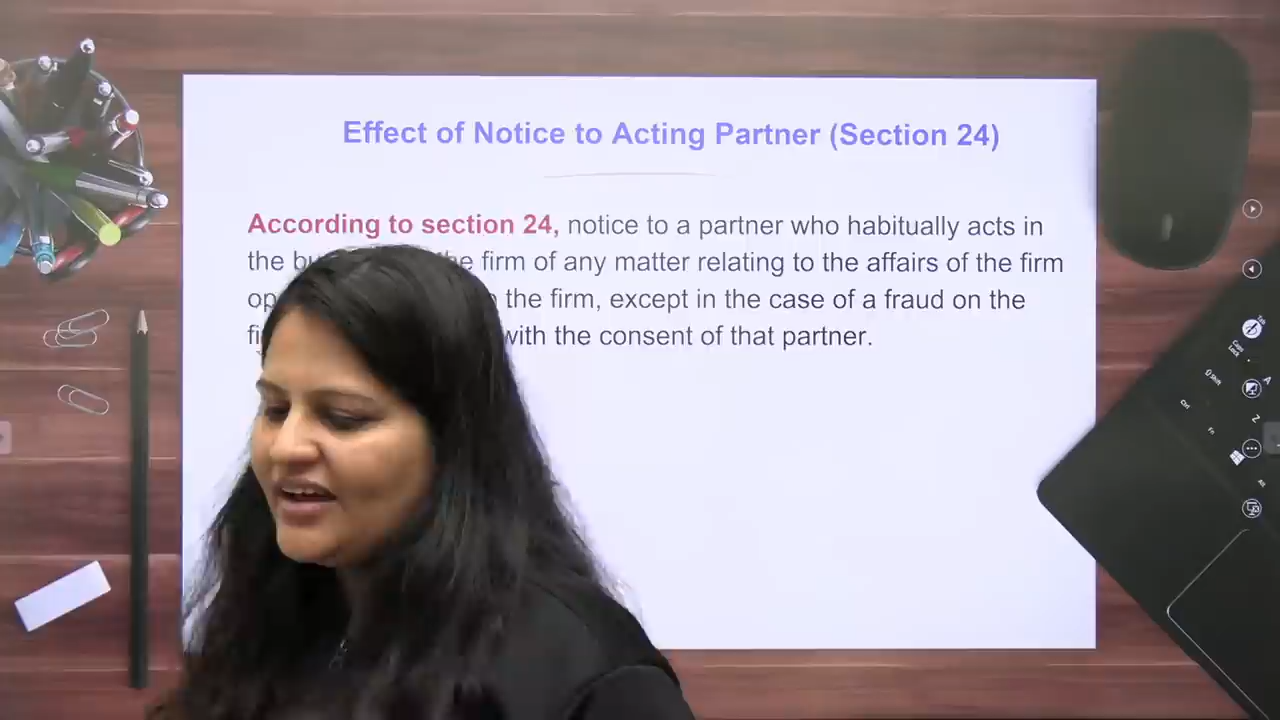 Effect of Notice to Acting Partner (Section 24)
According to section 24, notice to a partner who habitually acts in
the firm of any matter relating to the affairs of the firm
the firm, except in the case of a fraud on the
with the consent of that partner.